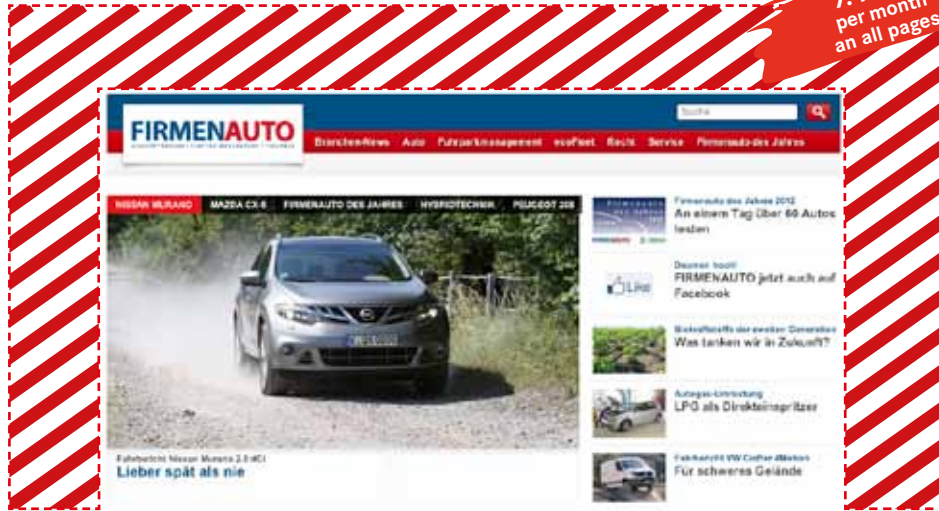 per month
an all pages
Suche
FIRMENAUTO
Branchen-News Auto Fuhrparkmanagement ecoFleet Recht Service Firmenauto des Jahres
NISSAN MURANO MAZDA CX-5 FIRMENAUTO DES JAHRES HYBRIDTECHNIK PEUGEOT 208
Firmenauto des Jahres 2012
An einem Tag über 60 Autos
testen
Daumen hoch!
FIRMENAUTO jetzt auch auf
Facebook
Like
Biokraftstoffe der zweiten Generation
Was tanken wir in Zukunft?
Autogas-Umrüstung
LPG als Direkteinspritzer
Fahrbericht VW Crafter 4Motion
Für schweres Gelände
Fahrbericht Nissan Murano 2.5 dCi
Lieber spät als nie